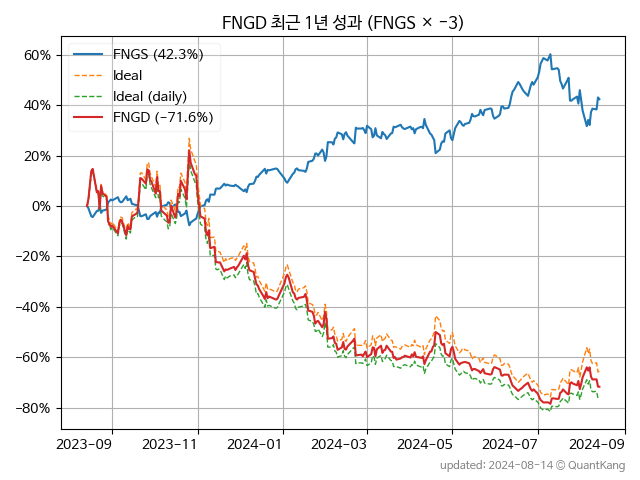 FNGD 최근 1년 성과 (FNGS × −3)
FNGS (42.3%)
Ideal
Ideal (daily)
FNGD (−71.6%)
60%
40%
20%
0%
−20%
−40%
−60%
−80%
2023-09 2023-11 2024-01 2024-03 2024-05 2024-07 2024-09
updated: 2024-08-14 © QuantKang